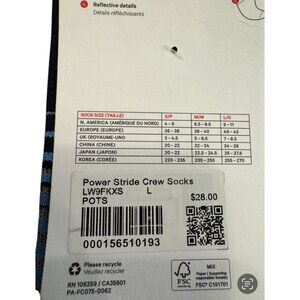 Reflective details
Détails réfléchissants
SOCK SIZE (TAILLE) S/P M/M L/G
N. AMERICA (AMÉRIQUE DU NORD) 4 - 6 6.5 - 8.5 9 - 11
EUROPE (EUROPE) 36 - 38 38 - 40 40 - 43
UK (ROYAUME-UNI) 3 - 4.5 5 - 6.5 7 - 8.5
CHINA (CHINE) 20 - 22 22 - 24 24 - 26
JAPAN (JAPON) 20 - 22 22.5 - 24.5 25 - 27
KOREA (CORÉE) 220 - 235 235 - 255 255 - 270
Power Stride Crew Socks
LW9FKXS L
POTS $28.00
000156510193
Please recycle
Veuillez recycler
RN 106259 / CA35801
PA-FC075-0062
FSC
MIX
Paper | Supporting
responsible forestry
FSC® C151701